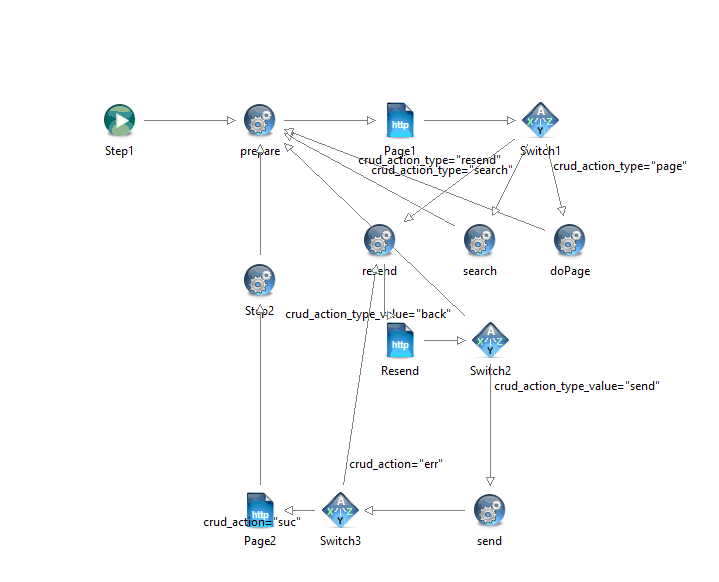 http
A
X
Z
Y
Step1
prepare
Page1
Switch1
crud_action_type="resend"
crud_action_type="search"
crud_action_type="page"
resend
search
doPage
Step2
crud_action_type_value="back"
http
A
X
Z
Y
Resend
Switch2
crud_action_type_value="send"
crud_action="err"
http
A
X
Z
Y
crud_action="suc"
Page2
Switch3
send